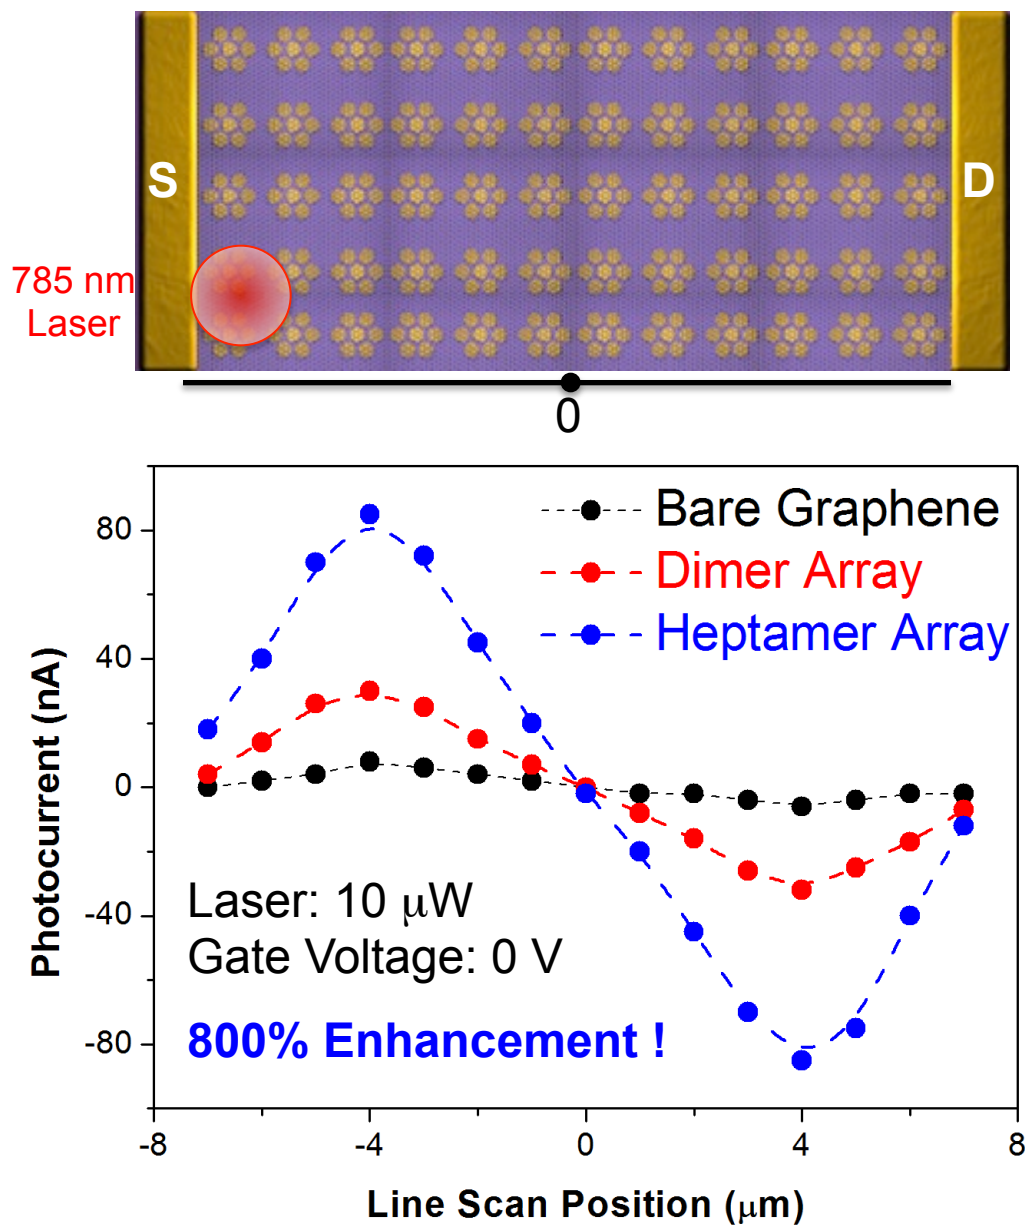 S
D
785 nm
Laser
0
Bare Graphene
Dimer Array
Heptamer Array
80
40
0
-40
-80
Photocurrent (nA)
Laser: 10 μW
Gate Voltage: 0 V
800% Enhancement !
-8
-4
0
4
8
Line Scan Position (μm)